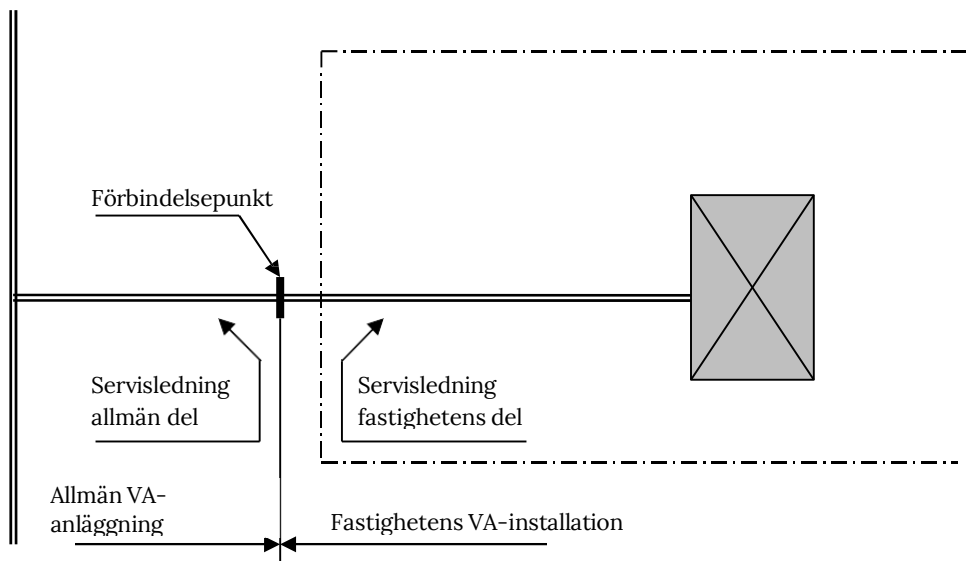 Förbindelsepunkt
Servisledning
allmän del
Servisledning
fastighetens del
Allmän VA-
anläggning
Fastighetens VA-installation